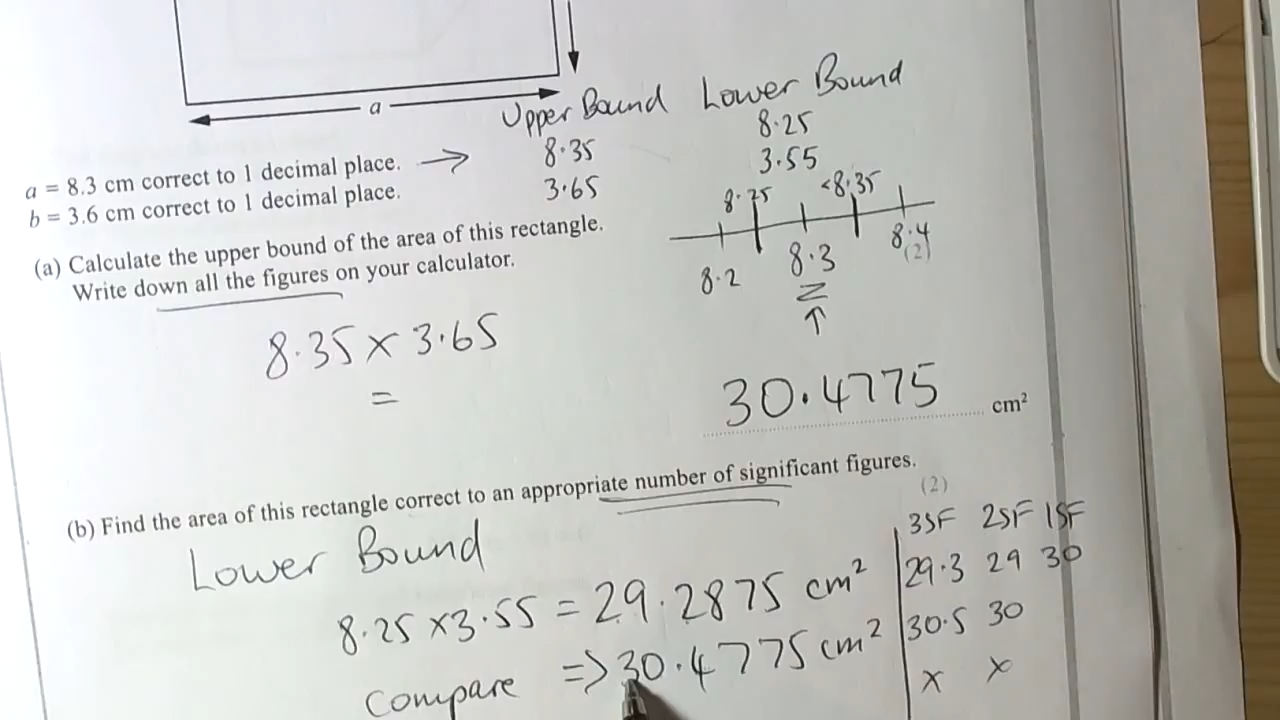 a
Upper Bound Lower Bound
a = 8.3 cm correct to 1 decimal place. → 8.35 8.25
b = 3.6 cm correct to 1 decimal place. 3.65 3.55
8.25 <8.35
8.2 8.3 8.4
(a) Calculate the upper bound of the area of this rectangle.
Write down all the figures on your calculator.
(2)
8.35 × 3.65
=
30.4775 cm²
(b) Find the area of this rectangle correct to an appropriate number of significant figures.
(2)
Lower Bound
3SF 2SF 1SF
8.25 × 3.55 = 29.2875 cm² 29.3 29 30
Compare => 30.4775 cm² 30.5 30
x x